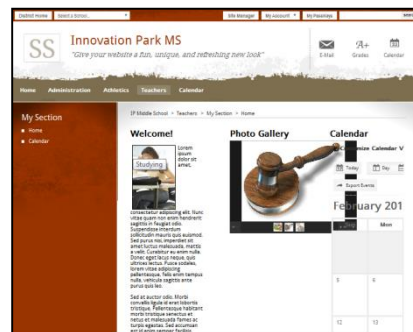 District Home Select a School...
Site Manager My Account My PassKeys
SS
Innovation Park MS
"Give your website a fun, unique, and refreshing new look"
E-Mail
A+
Grades
Calendar
Home Administration Athletics Teachers Calendar
My Section
Home
Calendar
IP Middle School > Teachers > My Section > Home
Welcome!
Studying
Lorem
ipsum
dolor sit
amet,
consectetur adipiscing elit. Nunc
vitae quam non enim hendrerit
sagittis in feugiat odio.
Suspendisse interdum
sollicitudin mauris quis euismod.
Sed purus nisi, imperdiet sit
amet luctus malesuada, mattis
a velit. Curabitur eu enim nulla.
Donec eget lacus neque, quis
ultrices lectus. Fusce sodales,
lorem vitae adipiscing
pellentesque, felis enim tempus
nulla, vehicula sagittis ante
purus quis leo.
Sed at auctor odio. Morbi
convallis ligula id erat lobortis
tristique. Pellentesque habitant
morbi tristique senectus et
netus et malesuada fames ac
turpis egestas. Sed accumsan
Photo Gallery
Calendar
Calendar V
Today
Day
Export Events
February 201
Mon
5 6
12 13